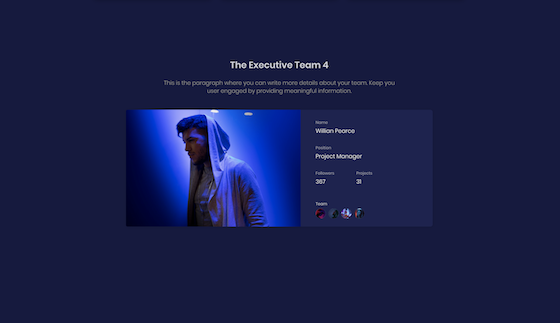 The Executive Team 4
This is the paragraph where you can write more details about your team. Keep you
user engaged by providing meaningful information.
Name
Willian Pearce
Position
Project Manager
Followers
Projects
367
31
Team